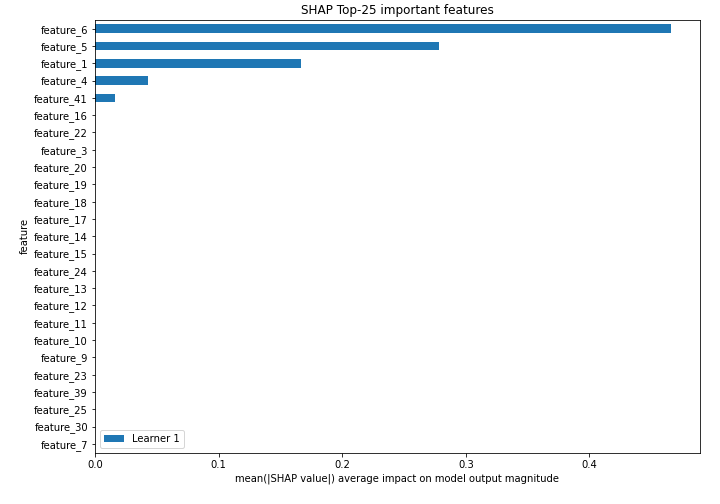 SHAP Top-25 important features
feature_6
feature_5
feature_1
feature_4
feature_41
feature_16
feature_22
feature_3
feature_20
feature_19
feature_18
feature_17
feature_14
feature_15
feature_24
feature_13
feature_12
feature_11
feature_10
feature_9
feature_23
feature_39
feature_25
feature_30
feature_7
feature
Learner 1
0.0 0.1 0.2 0.3 0.4
mean(|SHAP value|) average impact on model output magnitude